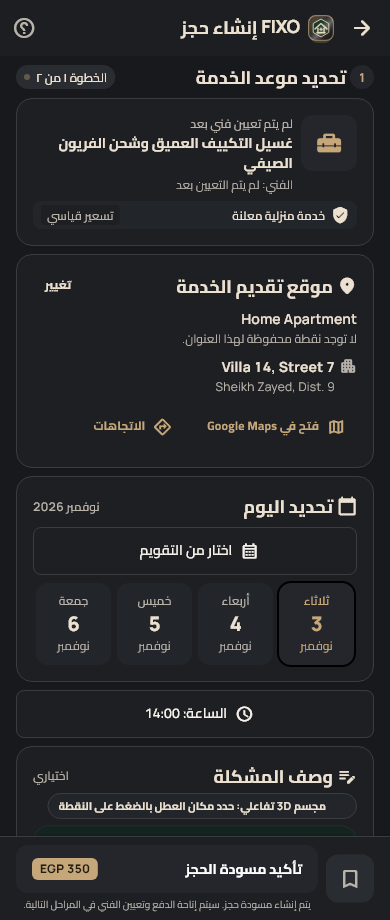 إنشاء حجز FIXO
1 تحديد موعد الخدمة
الخطوة ١ من ٢
لم يتم تعيين فني بعد
غسيل التكييف العميق وشحن الفريون
الصيفي
الفني: لم يتم التعيين بعد
خدمة منزلية معلنة
تسعير قياسي
موقع تقديم الخدمة
تغيير
Home Apartment
لا توجد نقطة محفوظة لهذا العنوان.
Villa 14, Street 7
Sheikh Zayed, Dist. 9
فتح في Google Maps
الاتجاهات
تحديد اليوم
نوفمبر 2026
اختار من التقويم
ثلاثاء
3
نوفمبر
أربعاء
4
نوفمبر
خميس
5
نوفمبر
جمعة
6
نوفمبر
الساعة: 14:00
وصف المشكلة
اختياري
مجسم 3D تفاعلي: حدد مكان العطل بالضغط على النقطة
تأكيد مسودة الحجز
EGP 350
يتم إنشاء مسودة حجز. سيتم إتاحة الدفع وتعيين الفني في المراحل التالية.